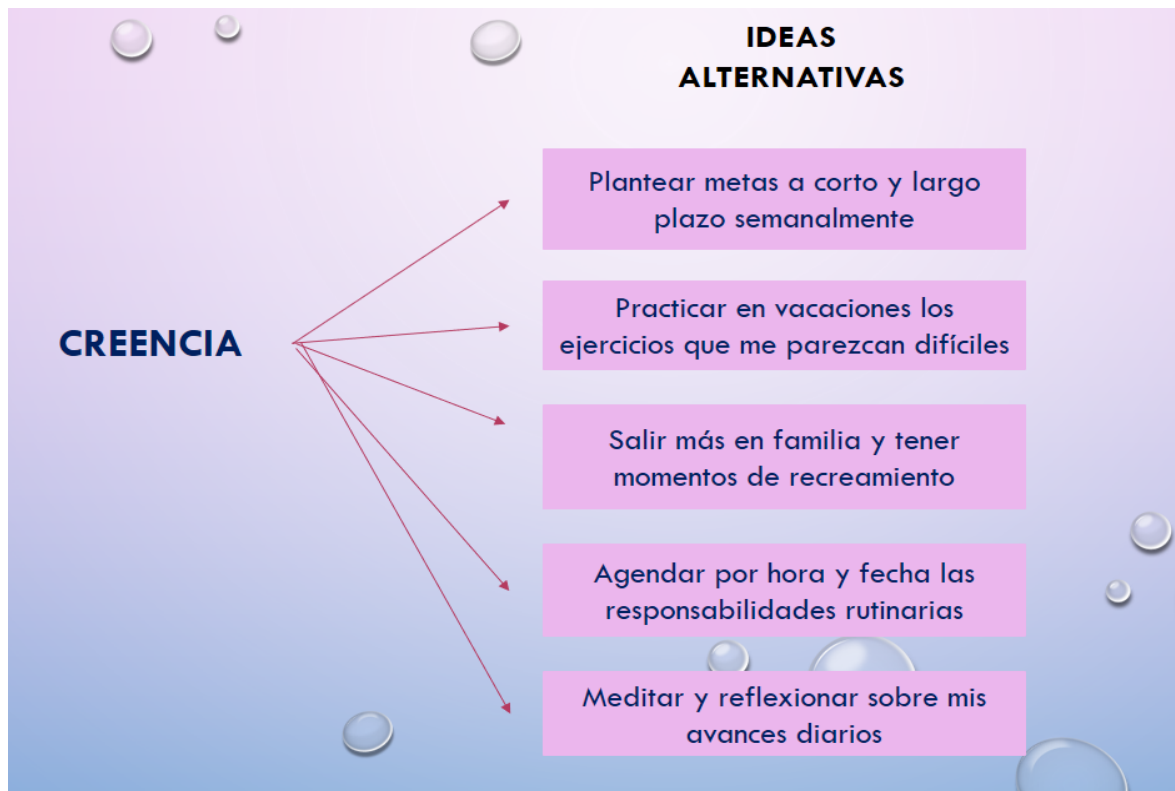 IDEAS
ALTERNATIVAS
Plantear metas a corto y largo
plazo semanalmente
Practicar en vacaciones los
ejercicios que me parezcan difíciles
CREENCIA
Salir más en familia y tener
momentos de recreamiento
Agendar por hora y fecha las
responsabilidades rutinarias
Meditar y reflexionar sobre mis
avances diarios